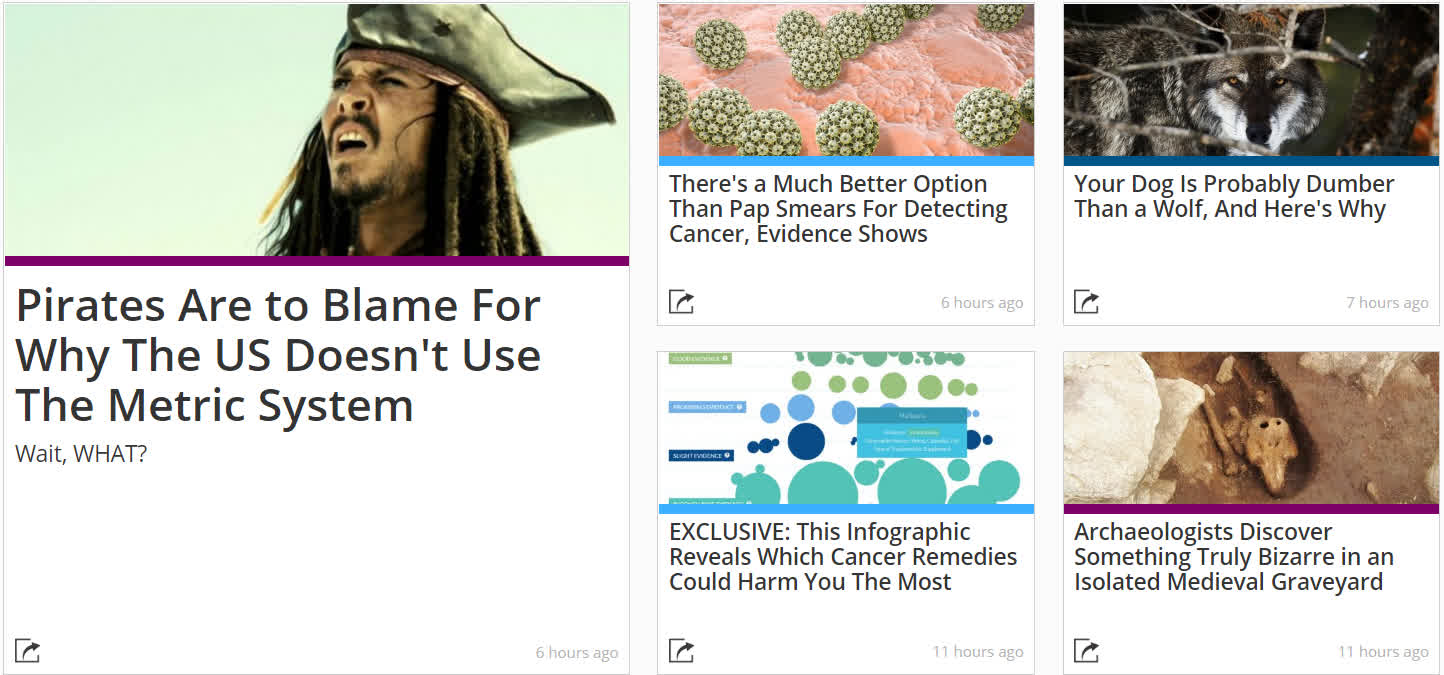 Pirates Are to Blame For
Why The US Doesn't Use
The Metric System
Wait, WHAT?
6 hours ago
There's a Much Better Option
Than Pap Smears For Detecting
Cancer, Evidence Shows
6 hours ago
Your Dog Is Probably Dumber
Than a Wolf, And Here's Why
7 hours ago
GOOD EVIDENCE
PROMISING EVIDENCE
SLIGHT EVIDENCE
EXCLUSIVE: This Infographic
Reveals Which Cancer Remedies
Could Harm You The Most
11 hours ago
Archaeologists Discover
Something Truly Bizarre in an
Isolated Medieval Graveyard
11 hours ago